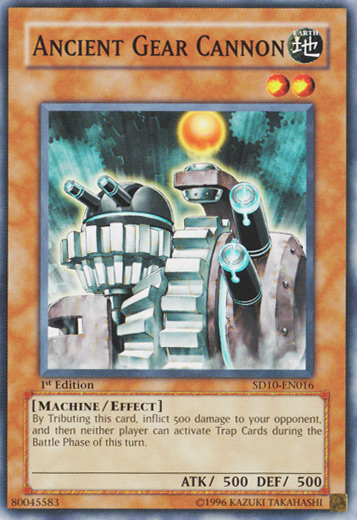 ANCIENT GEAR CANNON
EARTH
地
1st Edition
SD10-EN016
[MACHINE/EFFECT]
By Tributing this card, inflict 500 damage to your opponent,
and then neither player can activate Trap Cards during the
Battle Phase of this turn.
ATK/ 500 DEF/ 500
80045583
©1996 KAZUKI TAKAHASHI